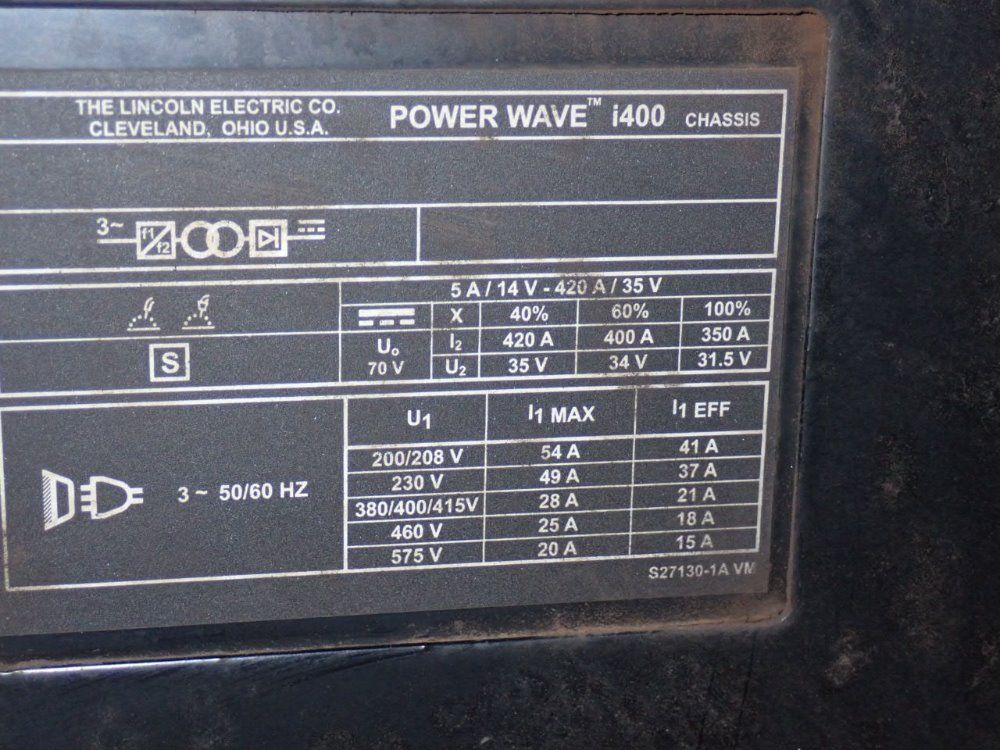 THE LINCOLN ELECTRIC CO. POWER WAVE™ i400 CHASSIS
CLEVELAND, OHIO U.S.A.
3~ f1 f2
5 A / 14 V - 420 A / 35 V
X 40% 60% 100%
U₀ I₂ 420 A 400 A 350 A
70 V U₂ 35 V 34 V 31.5 V
S
U₁ I₁ MAX I₁ EFF
3 ~ 50/60 HZ
200/208 V 54 A 41 A
230 V 49 A 37 A
380/400/415V 28 A 21 A
460 V 25 A 18 A
575 V 20 A 15 A
S27130-1A VM